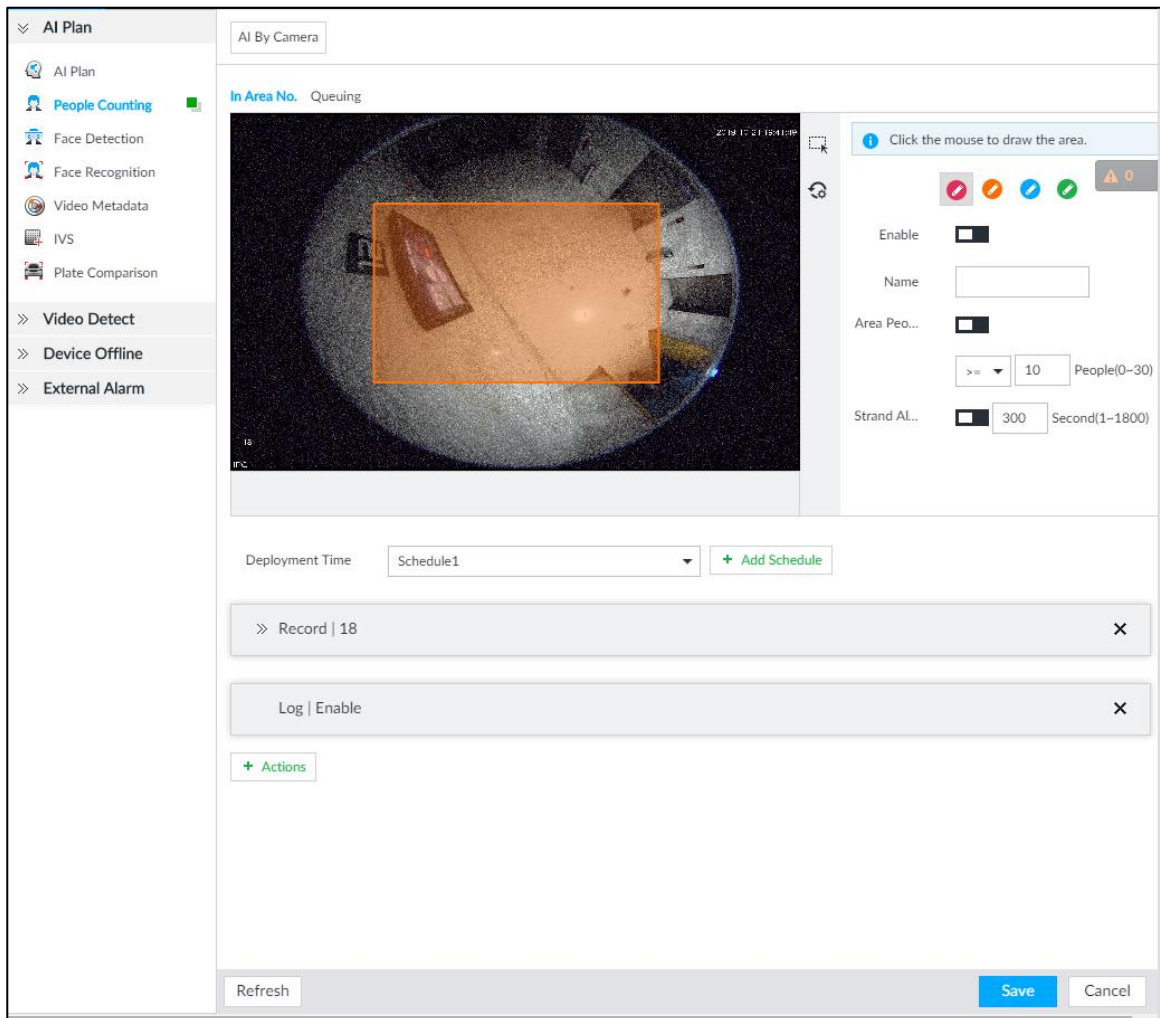 AI Plan
AI Plan
People Counting
Face Detection
Face Recognition
Video Metadata
IVS
Plate Comparison
Video Detect
Device Offline
External Alarm
AI By Camera
In Area No. Queuing
18
IPC
Click the mouse to draw the area.
0
Enable
Name
Area Peo...
>= 10 People(0~30)
Strand Al... 300 Second(1~1800)
Deployment Time Schedule1 + Add Schedule
Record | 18
Log | Enable
+ Actions
Refresh Save Cancel